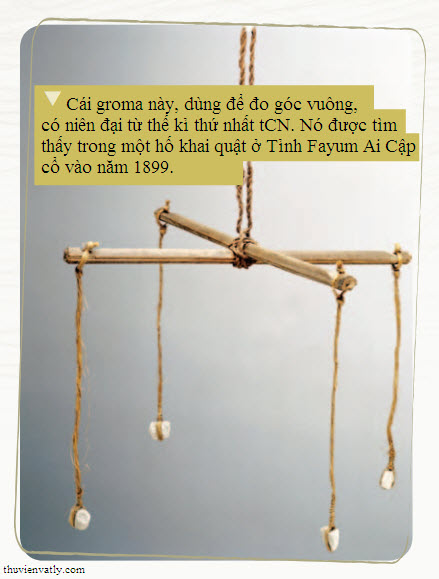 Cái groma này, dùng để đo góc vuông,
có niên đại từ thế kỉ thứ nhất tCN. Nó được tìm
thấy trong một hố khai quật ở Tỉnh Fayum Ai Cập
cổ vào năm 1899.
thuvienvatly.com